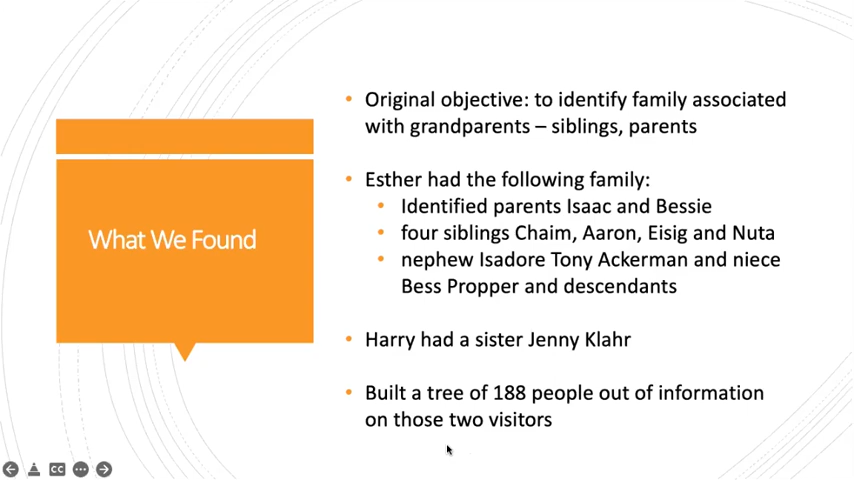 What We Found
• Original objective: to identify family associated
with grandparents – siblings, parents
• Esther had the following family:
• Identified parents Isaac and Bessie
• four siblings Chaim, Aaron, Eisig and Nuta
• nephew Isadore Tony Ackerman and niece
Bess Propper and descendants
• Harry had a sister Jenny Klahr
• Built a tree of 188 people out of information
on those two visitors
CC